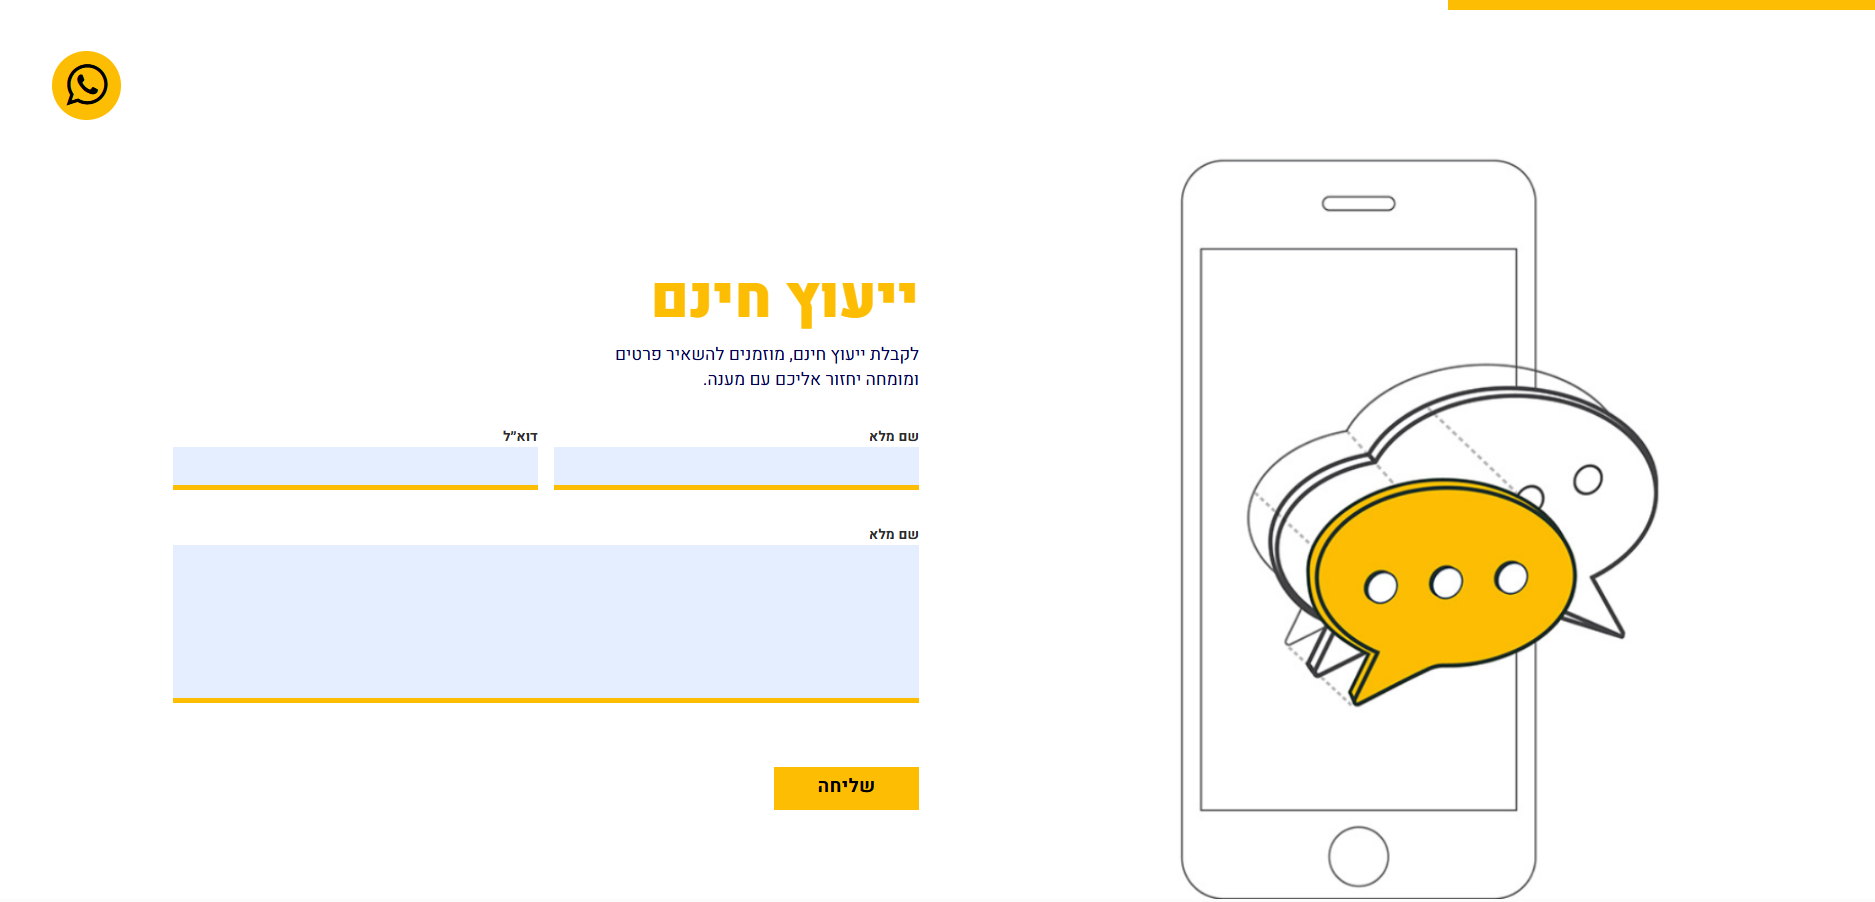 ייעוץ חינם
לקבלת ייעוץ חינם, מוזמנים להשאיר פרטים
ומומחה יחזור אליכם עם מענה.
שם מלא
דוא"ל
שם מלא
שליחה